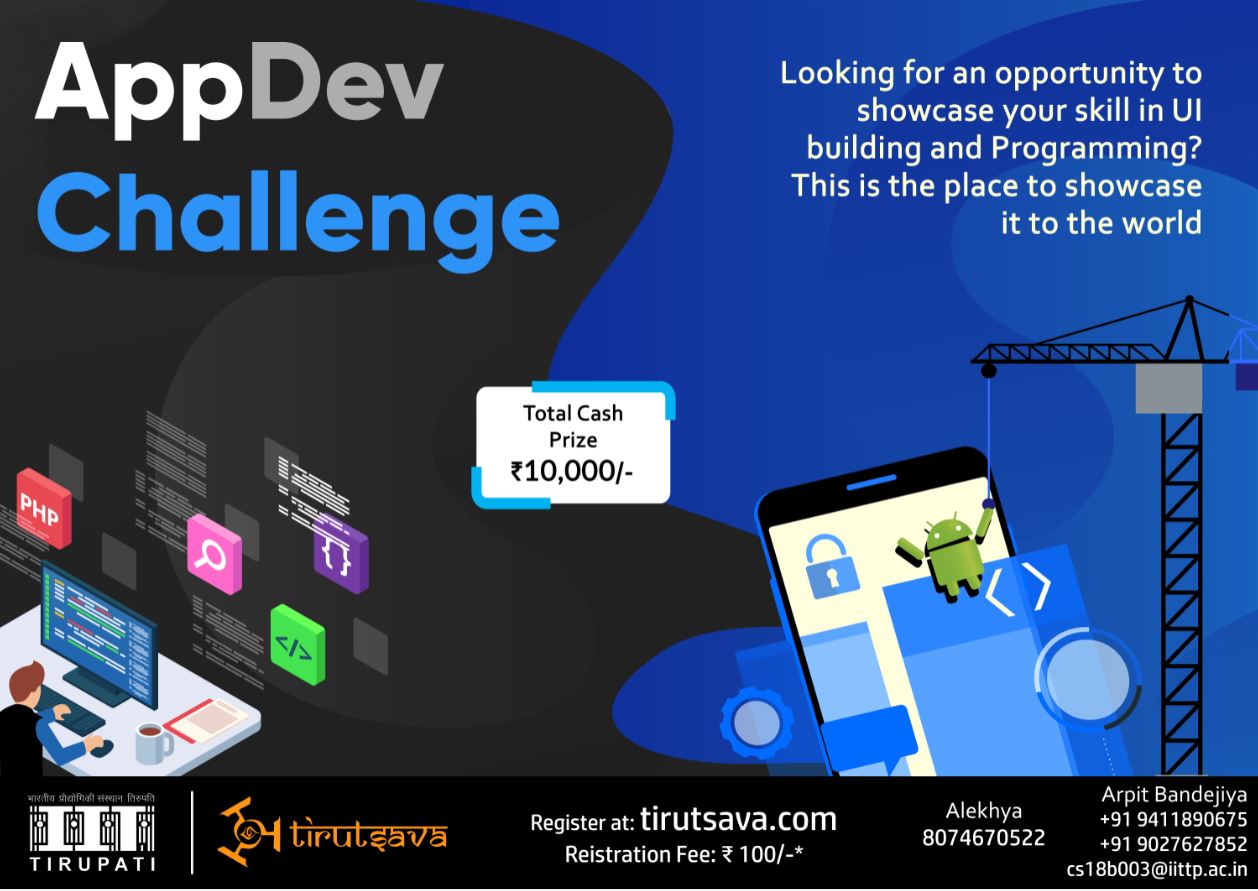 AppDev
Challenge
Looking for an opportunity to
showcase your skill in UI
building and Programming?
This is the place to showcase
it to the world
Total Cash
Prize
₹10,000/-
PHP
{}
</>
< >
भारतीय प्रौद्योगिकी संस्थान तिरुपति
TIRUPATI
tirutsava
Register at: tirutsava.com
Reistration Fee: ₹ 100/-*
Alekhya
8074670522
Arpit Bandejiya
+91 9411890675
+91 9027627852
cs18b003@iittp.ac.in